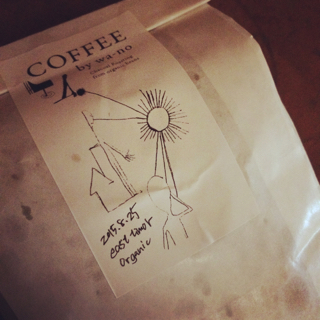 COFFEE
by wa-no
2015.8.25
east timor
organic